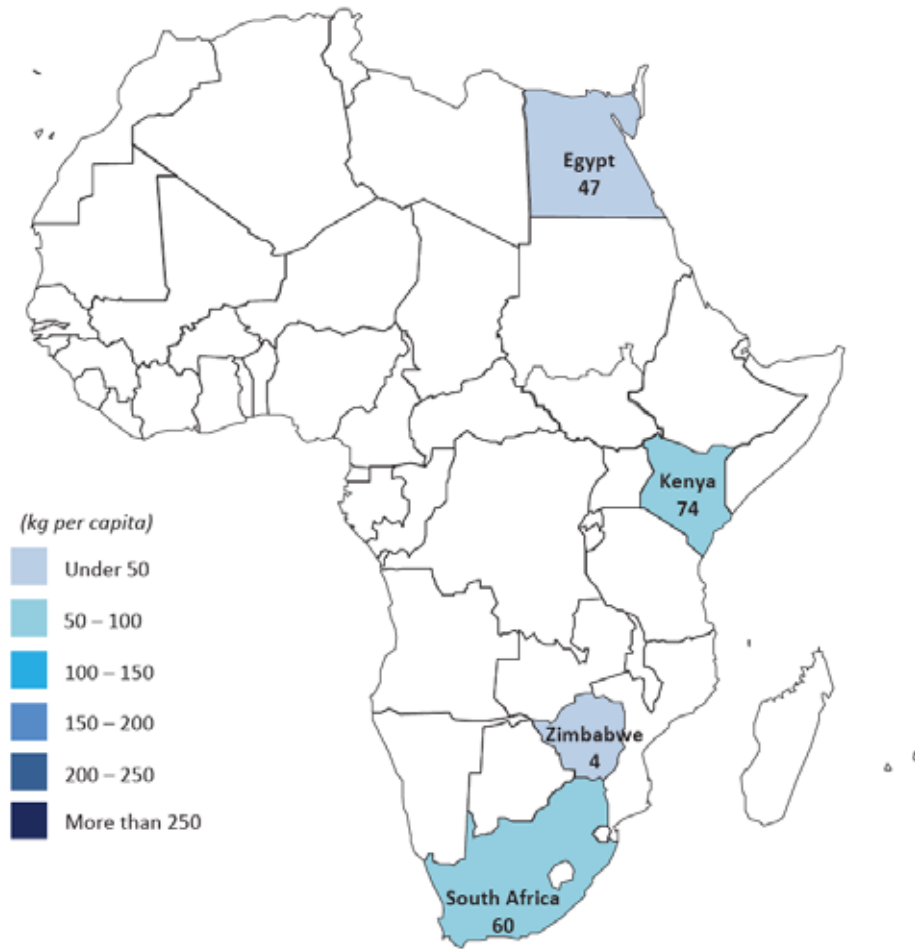 Egypt
47
Kenya
74
(kg per capita)
Under 50
50 – 100
100 – 150
150 – 200
200 – 250
More than 250
Zimbabwe
4
South Africa
60